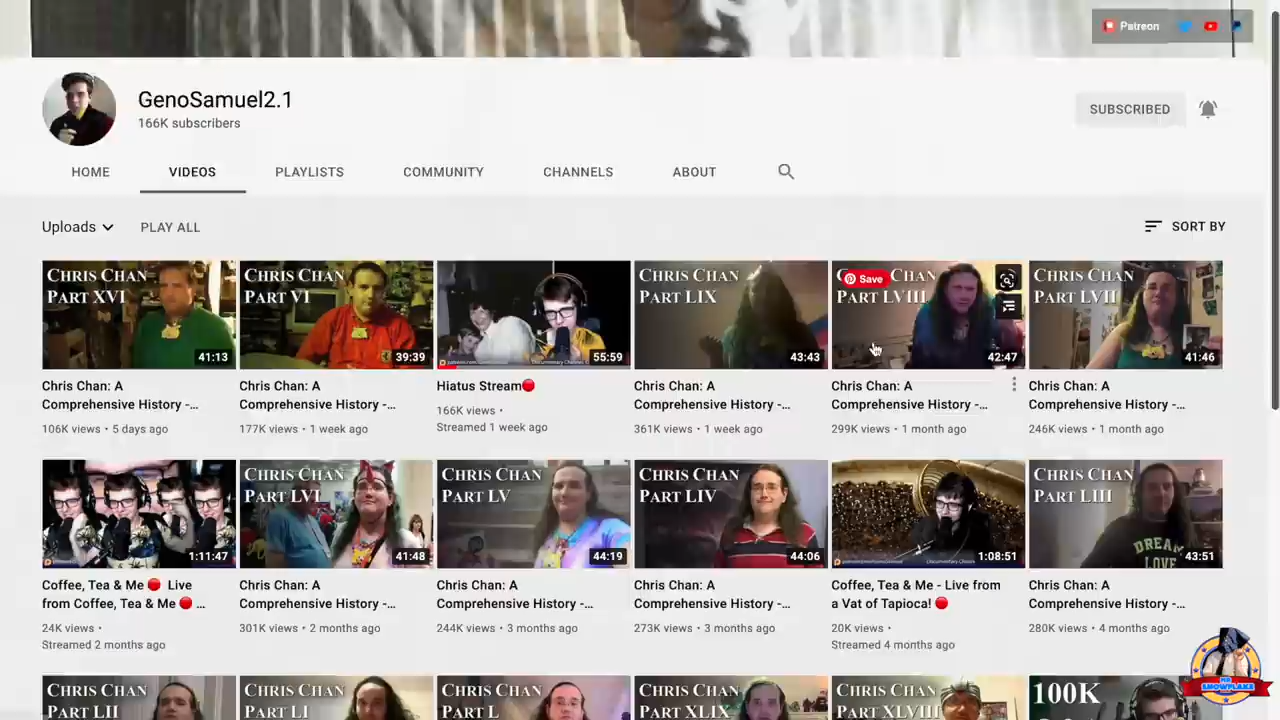 Patreon
GenoSamuel2.1
166K subscribers
SUBSCRIBED
HOME
VIDEOS
PLAYLISTS
COMMUNITY
CHANNELS
ABOUT
Uploads
PLAY ALL
SORT BY
CHRIS CHAN
PART XVI
41:13
Chris Chan: A
Comprehensive History -...
106K views • 5 days ago
CHRIS CHAN
PART VI
39:39
Chris Chan: A
Comprehensive History -...
177K views • 1 week ago
55:59
Hiatus Stream
166K views •
Streamed 1 week ago
CHRIS CHAN
PART LIX
43:43
Chris Chan: A
Comprehensive History -...
361K views • 1 week ago
Save
CHAN
PART LVIII
42:47
Chris Chan: A
Comprehensive History -...
299K views • 1 month ago
CHRIS CHAN
PART LVII
41:46
Chris Chan: A
Comprehensive History -...
246K views • 1 month ago
1:11:47
Coffee, Tea & Me Live
from Coffee, Tea & Me ...
24K views •
Streamed 2 months ago
CHRIS CHAN
PART LVI
41:48
Chris Chan: A
Comprehensive History -...
301K views • 2 months ago
CHRIS CHAN
PART LV
44:19
Chris Chan: A
Comprehensive History -...
244K views • 3 months ago
CHRIS CHAN
PART LIV
44:06
Chris Chan: A
Comprehensive History -...
273K views • 3 months ago
1:08:51
Coffee, Tea & Me - Live from
a Vat of Tapioca!
20K views •
Streamed 4 months ago
CHRIS CHAN
PART LIII
DREAM
LOVE
43:51
Chris Chan: A
Comprehensive History -...
280K views • 4 months ago
CHRIS CHAN
PART LII
CHRIS CHAN
PART LI
CHRIS CHAN
PART L
CHRIS CHAN
PART XLIX
CHRIS CHAN
PART XLVIII
100K
MR
SNOWFLAKE